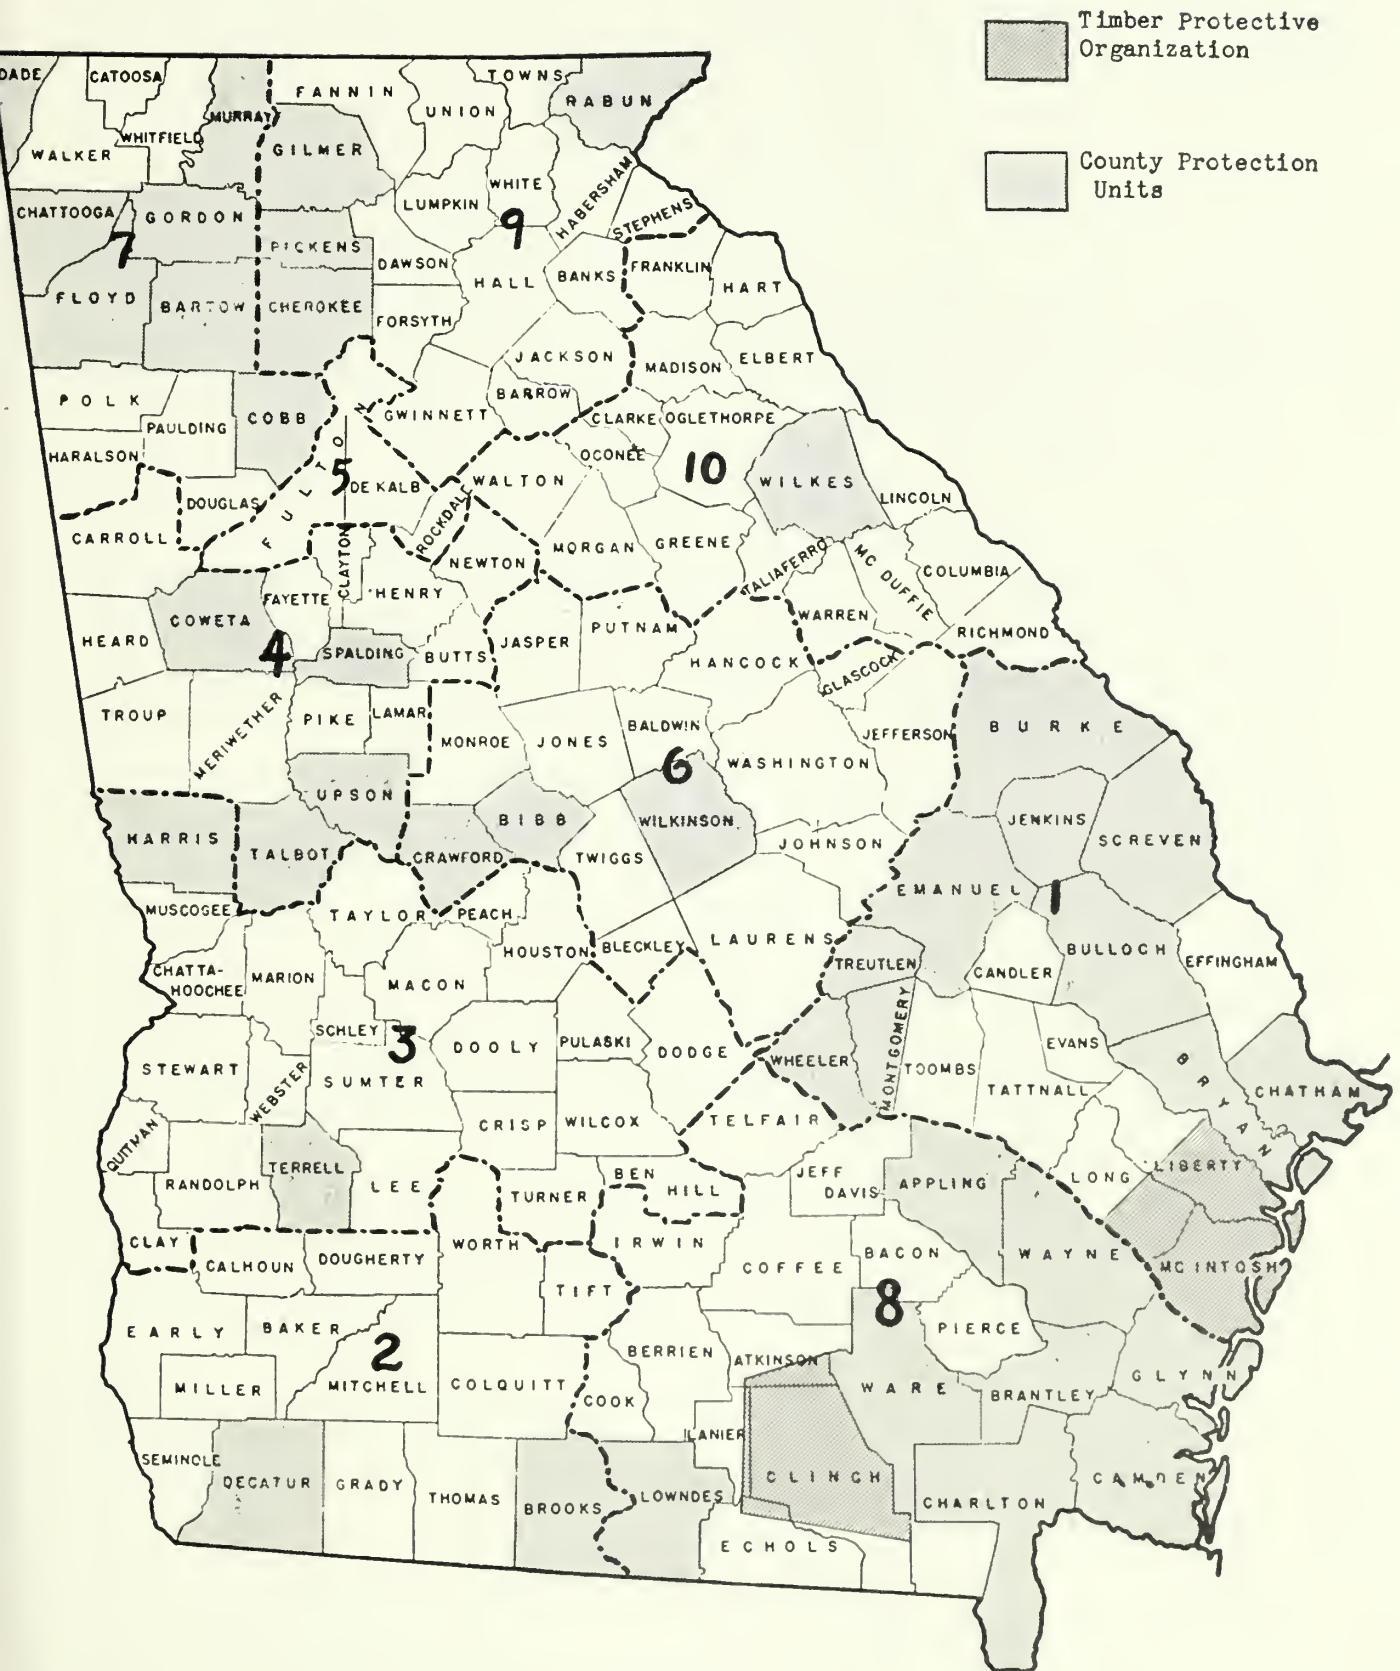 Timber Protective
Organization
County Protection
Units
DADE
CATOOSA
FANNIN
TOWNS
UNION
RABUN
MURRAY
WHITFIELD
WALKER
GILMER
WHITE
LUMPKIN
HABERSHAM
STEPHENS
CHATTOOGA
GORDON
9
7
PICKENS
DAWSON
HALL
BANKS
FRANKLIN
HART
FLOYD
BARTOW
CHEROKEE
FORSYTH
JACKSON
MADISON
ELBERT
POLK
PAULDING
COBB
GWINNETT
BARROW
CLARKE
OGLETHORPE
HARALSON
FULTON
5
DE KALB
WALTON
OCONEE
10
WILKES
LINCOLN
DOUGLAS
ROCKDALE
CARROLL
CLAYTON
NEWTON
MORGAN
GREENE
TALIAFERRO
MC DUFFIE
COLUMBIA
HENRY
FAYETTE
COWETA
HEARD
4
SPALDING
BUTTS
JASPER
PUTNAM
WARREN
RICHMOND
HANCOCK
GLASCOCK
TROUP
MERIWETHER
PIKE
LAMAR
MONROE
JONES
BALDWIN
6
WASHINGTON
JEFFERSON
BURKE
UPSON
BIBB
WILKINSON
JENKINS
SCREVEN
HARRIS
TALBOT
CRAWFORD
TWIGGS
JOHNSON
EMANUEL
1
MUSCOGEE
TAYLOR
PEACH
HOUSTON
BLECKLEY
LAURENS
TREUTLEN
CANDLER
BULLOCH
EFFINGHAM
CHATTA-
HOOCHEE
MARION
MACON
SCHLEY
3
DOOLY
PULASKI
DODGE
WHEELER
MONTGOMERY
TOOMBS
EVANS
TATTNALL
BRYAN
CHATHAM
STEWART
WEBSTER
SUMTER
CRISP
WILCOX
TELFAIR
QUITMAN
RANDOLPH
TERRELL
LEE
TURNER
BEN
HILL
JEFF
DAVIS
APPLING
LONG
LIBERTY
CLAY
CALHOUN
DOUGHERTY
WORTH
IRWIN
COFFEE
BACON
WAYNE
MCINTOSH
TIFT
8
EARLY
BAKER
2
MITCHELL
MILLER
COLQUITT
BERRIEN
COOK
ATKINSON
PIERCE
WARE
BRANTLEY
GLYNN
SEMINOLE
DECATUR
GRADY
THOMAS
BROOKS
LANIER
LOWNDES
CLINCH
ECHOLS
CHARLTON
CAMDEN